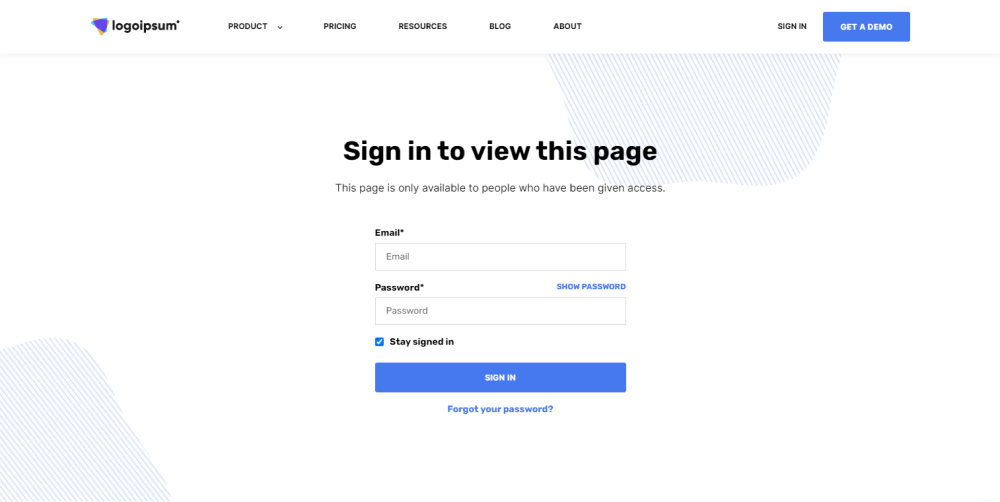 logoipsum PRODUCT PRICING RESOURCES BLOG ABOUT SIGN IN GET A DEMO
Sign in to view this page
This page is only available to people who have been given access.
Email*
Email
Password* SHOW PASSWORD
Password
Stay signed in
SIGN IN
Forgot your password?